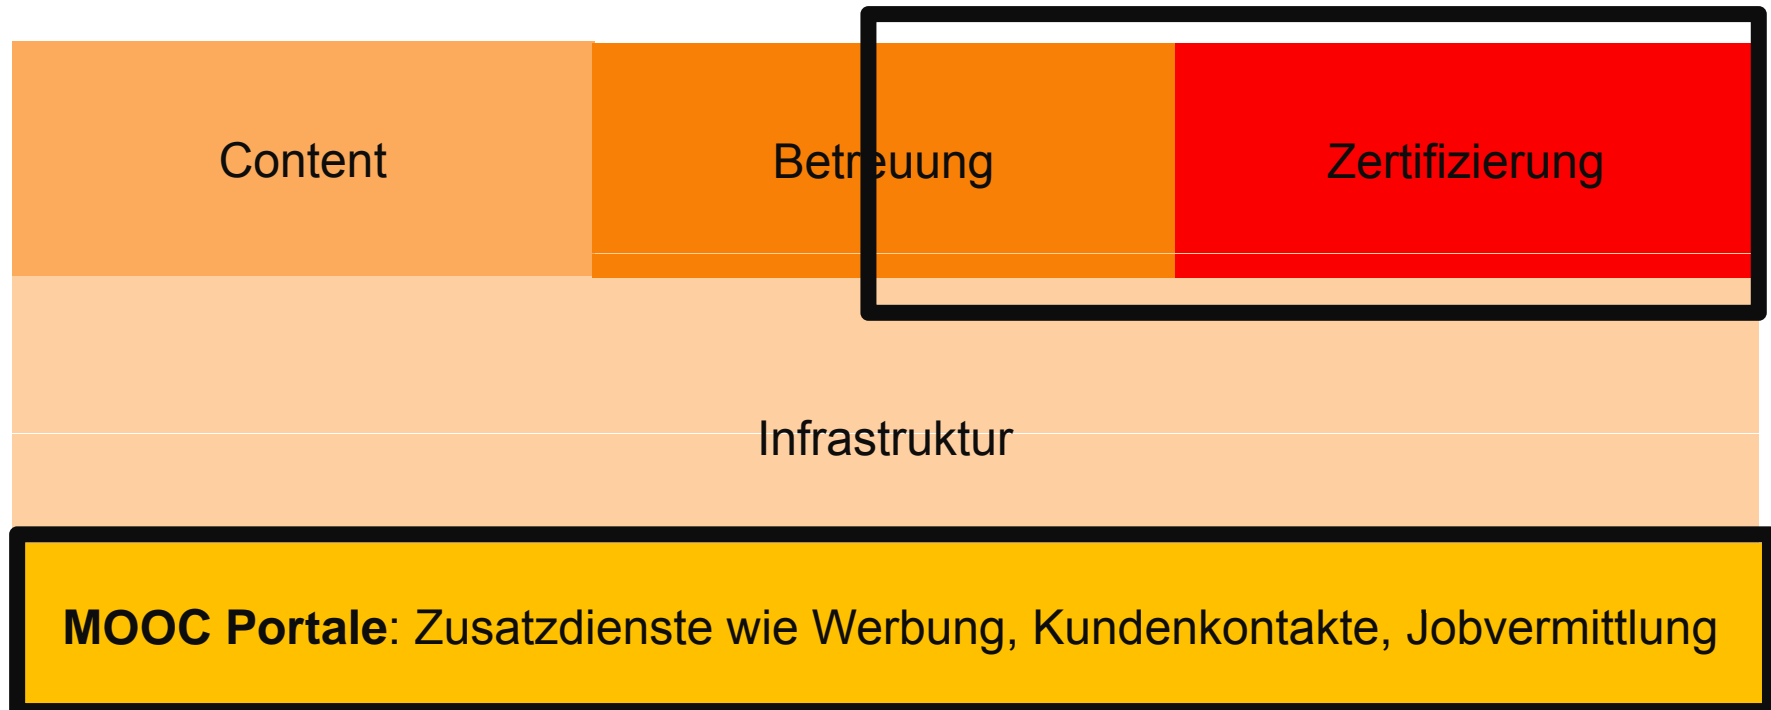 Content
Betreuung
Zertifizierung
Infrastruktur
MOOC Portale: Zusatzdienste wie Werbung, Kundenkontakte, Jobvermittlung